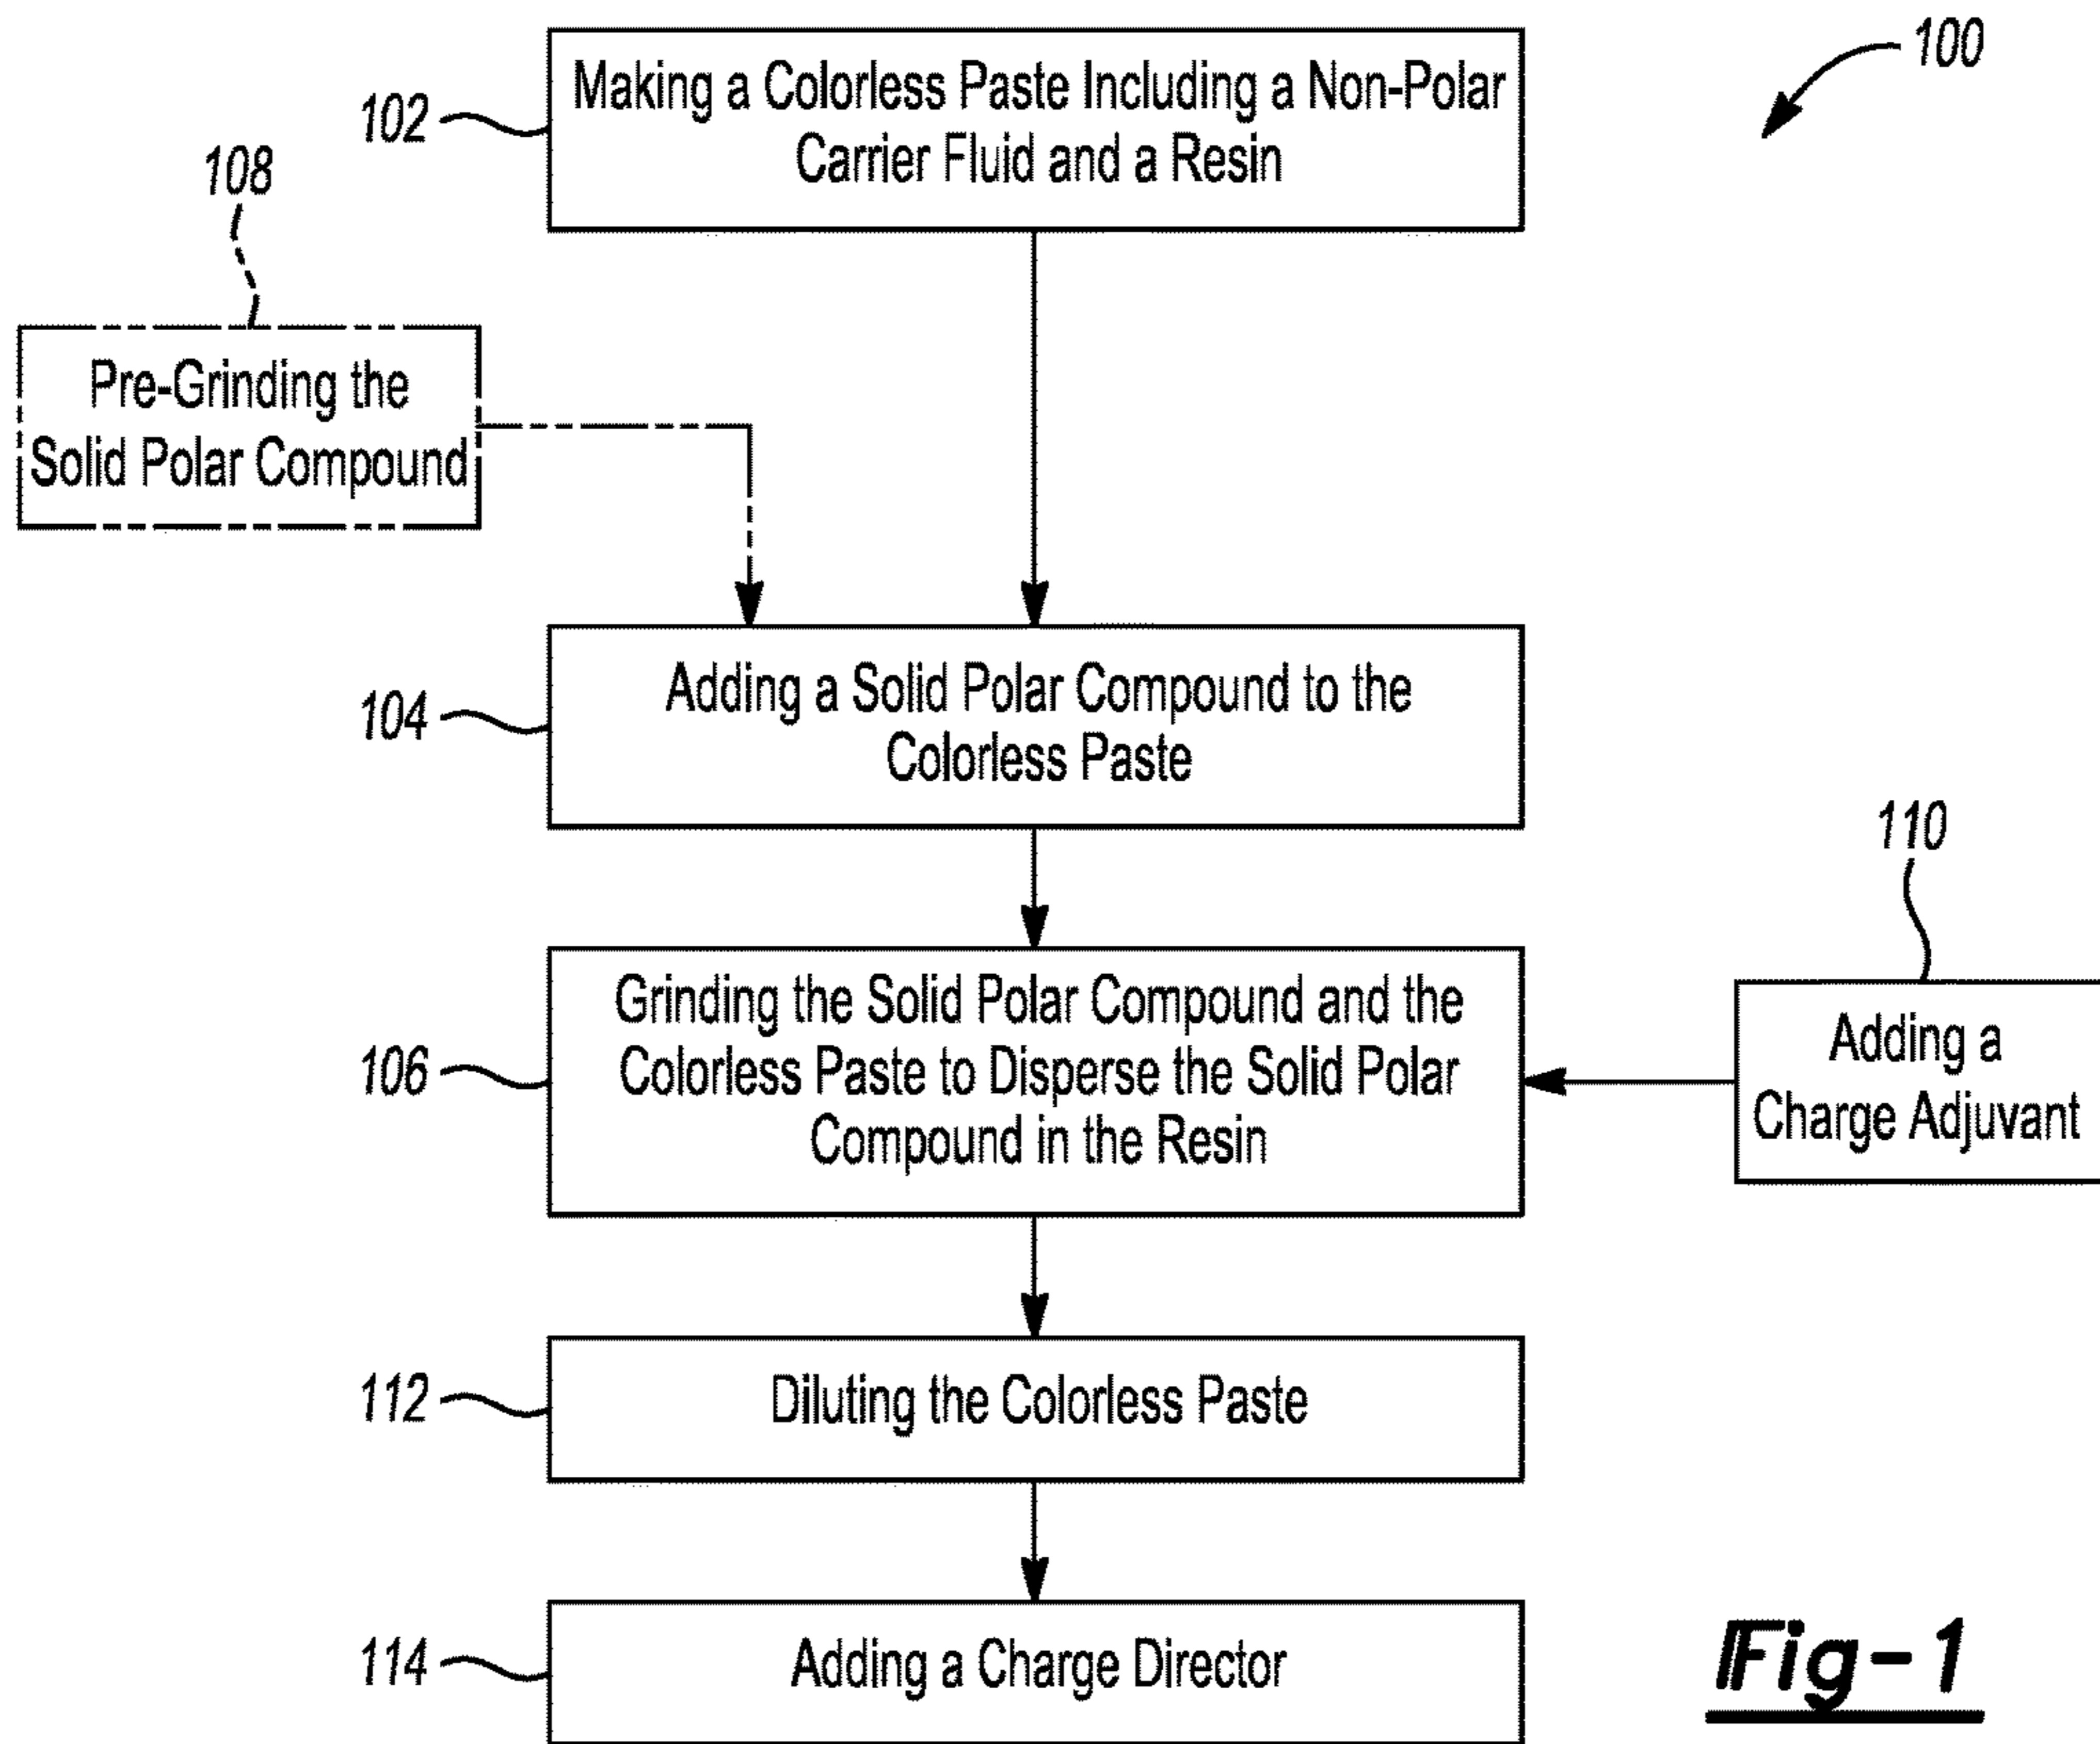 100
102
Making a Colorless Paste Including a Non-Polar
Carrier Fluid and a Resin
108
Pre-Grinding the
Solid Polar Compound
104
Adding a Solid Polar Compound to the
Colorless Paste
110
Adding a
Charge Adjuvant
106
Grinding the Solid Polar Compound and the
Colorless Paste to Disperse the Solid Polar
Compound in the Resin
112
Diluting the Colorless Paste
114
Adding a Charge Director
Fig-1